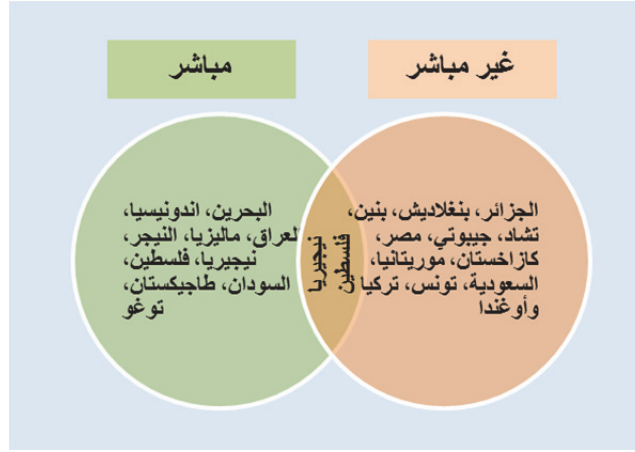 غير مباشر
مباشر
الجزائر، بنغلاديش، بنين،
تشاد، جيبوتي، مصر،
كازاخستان، موريتانيا،
السعودية، تونس، تركيا
وأوغندا
نيجيريا
فلسطين
البحرين، اندونيسيا،
العراق، ماليزيا، النيجر،
نيجيريا، فلسطين،
السودان، طاجيكستان،
توغو